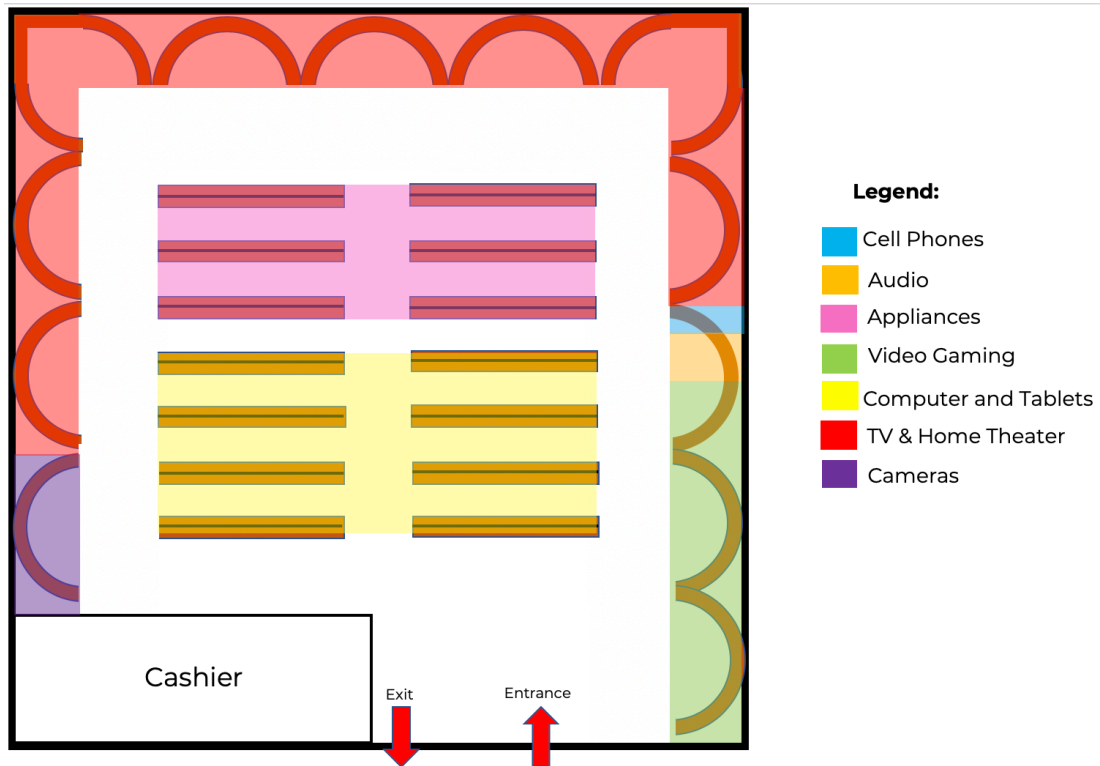 Legend:
Cell Phones
Audio
Appliances
Video Gaming
Computer and Tablets
TV & Home Theater
Cameras
Cashier
Exit
Entrance